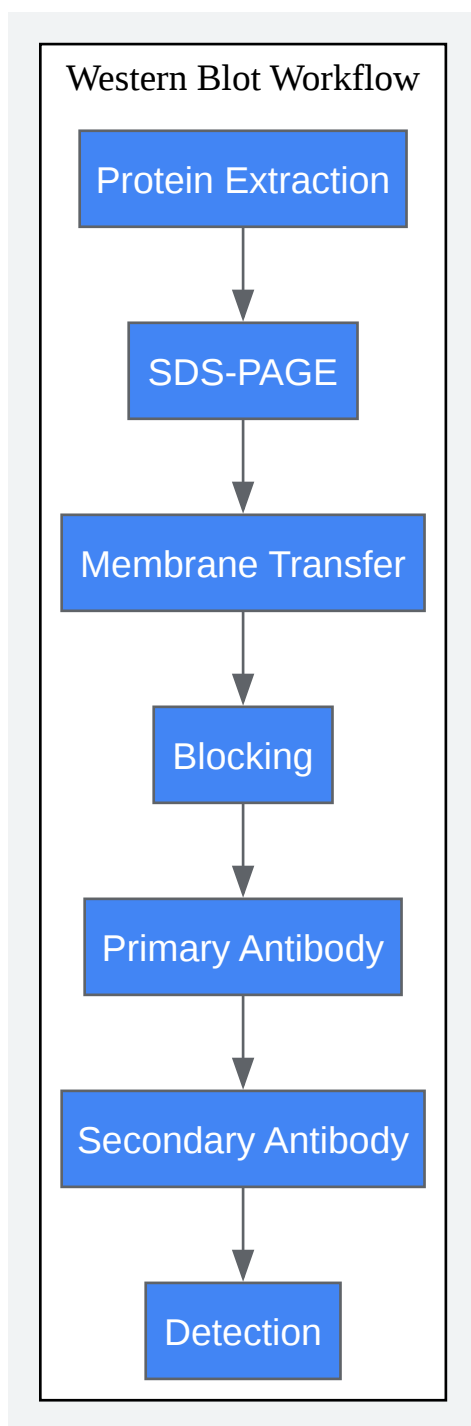 Western Blot Workflow
Protein Extraction
SDS-PAGE
Membrane Transfer
Blocking
Primary Antibody
Secondary Antibody
Detection